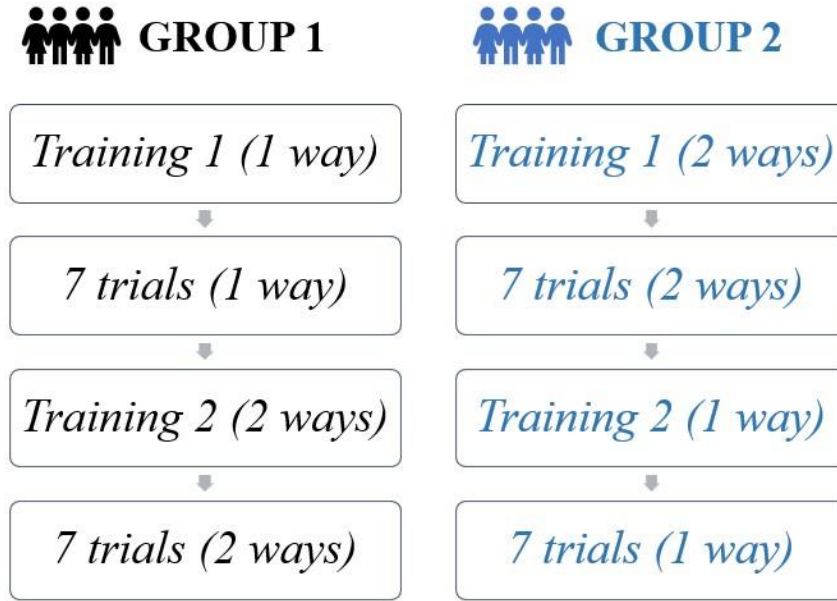 GROUP 1
Training 1 (1 way)
7 trials (1 way)
Training 2 (2 ways)
7 trials (2 ways)
GROUP 2
Training 1 (2 ways)
7 trials (2 ways)
Training 2 (1 way)
7 trials (1 way)